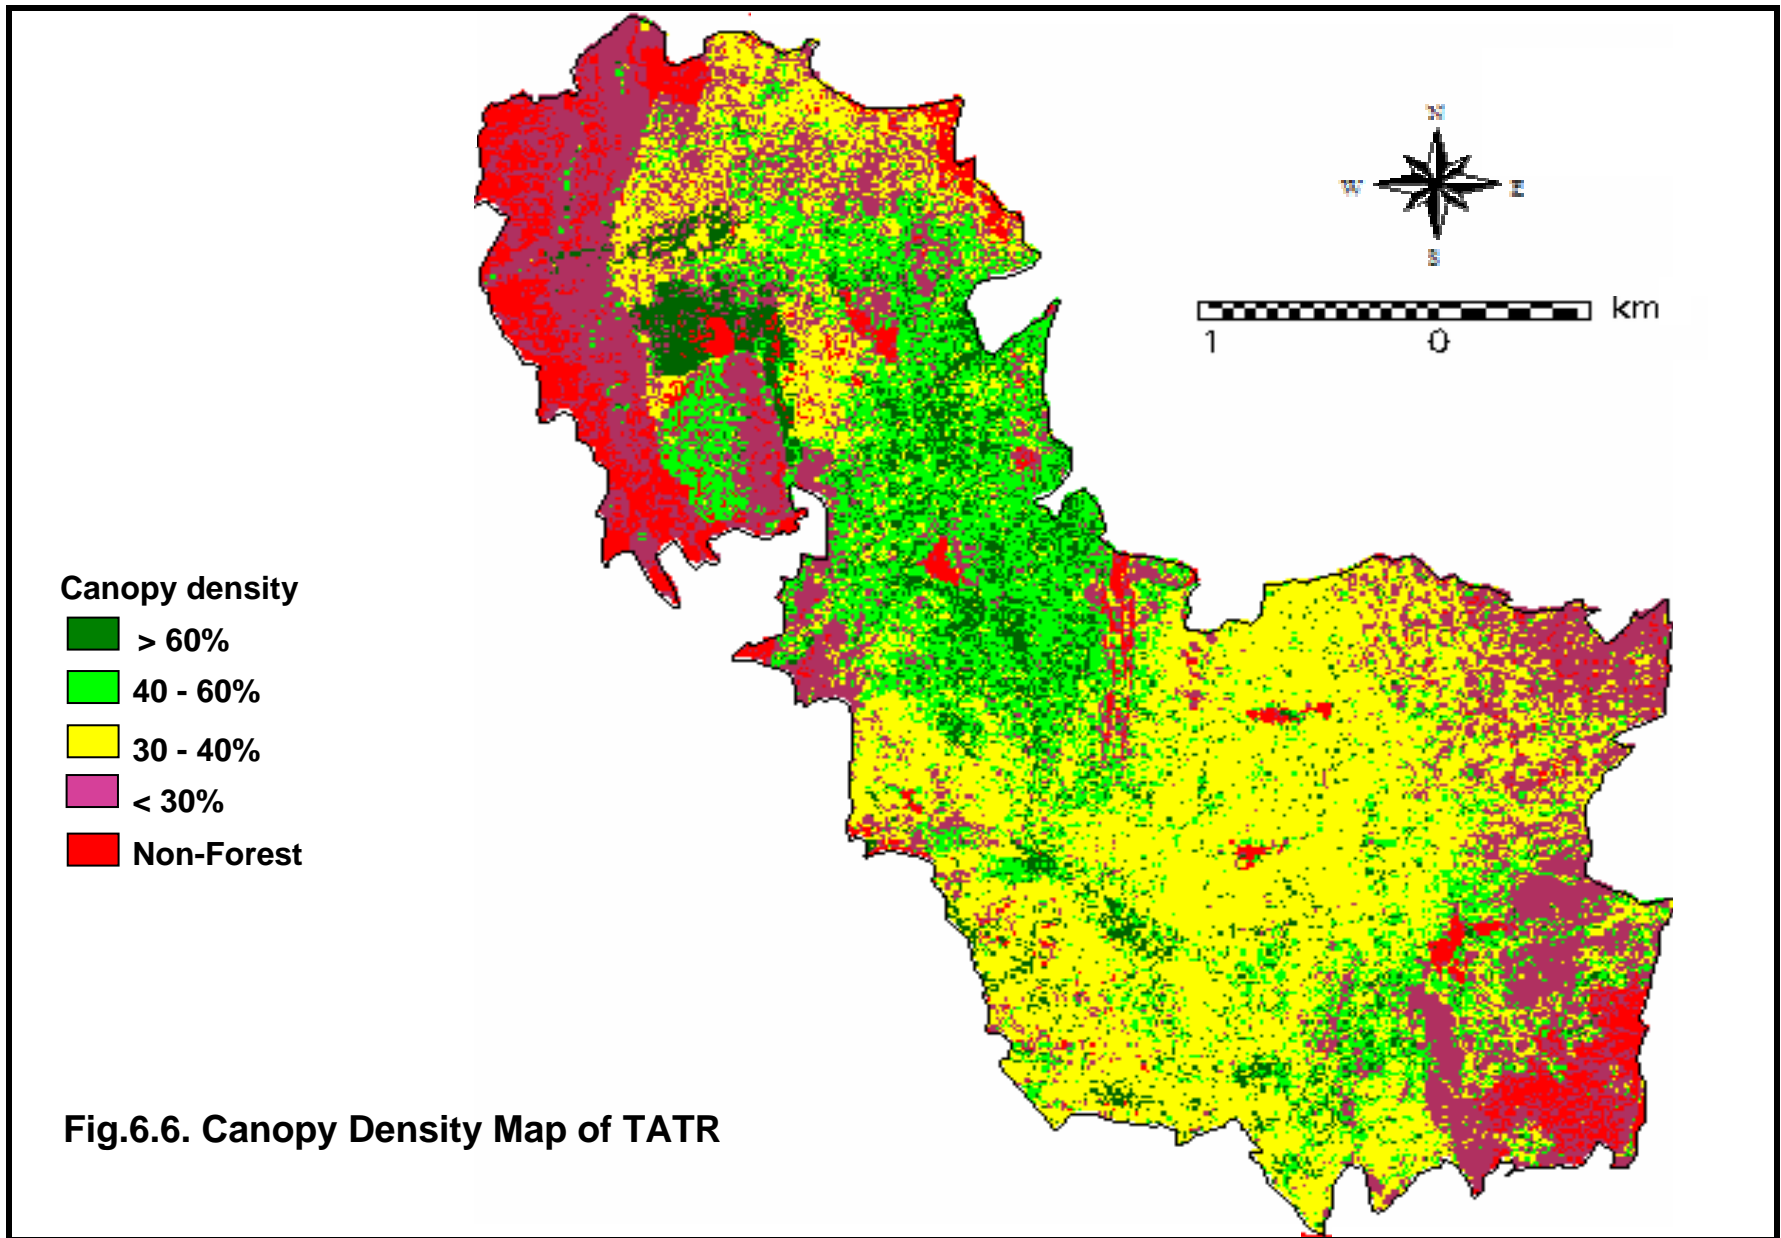 N
W E
S
km
1 0
Canopy density
> 60%
40 - 60%
30 - 40%
< 30%
Non-Forest
Fig.6.6. Canopy Density Map of TATR